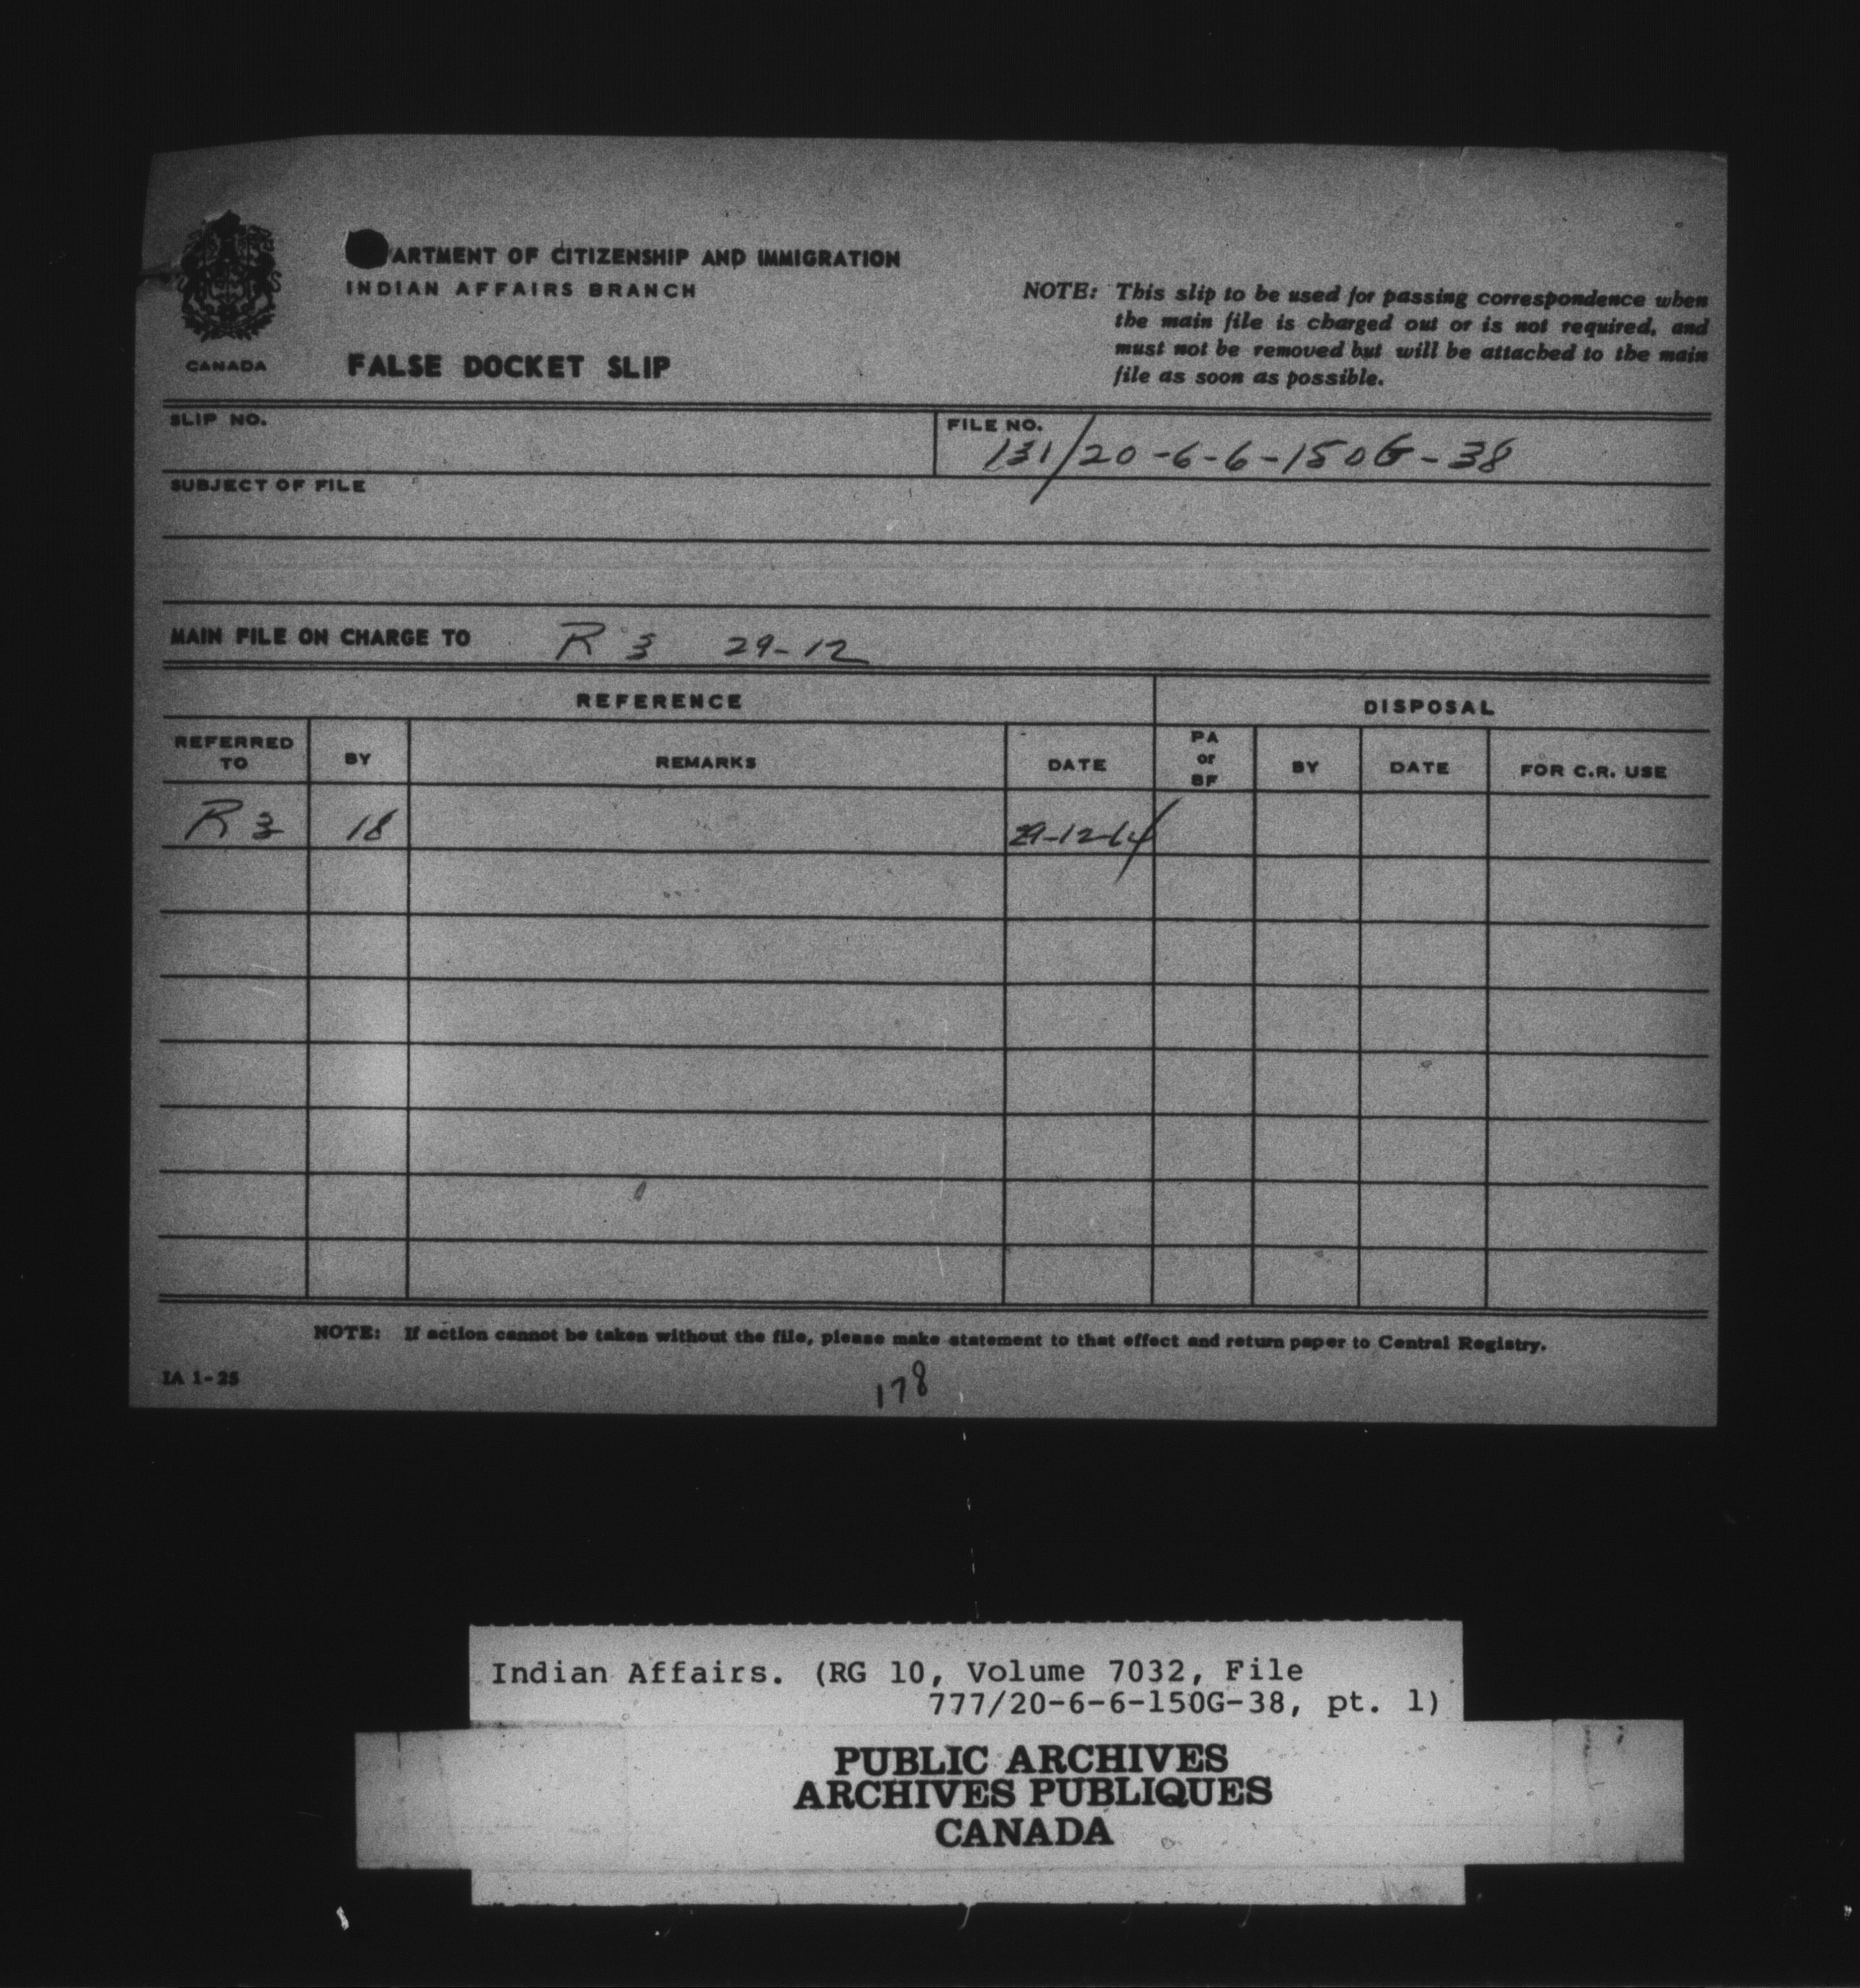 ARTMENT OF CITIZENSHIP AND IMMIGRATION
INDIAN AFFAIRS BRANCH
CANADA
FALSE DOCKET SLIP
NOTE: This slip to be used for passing correspondence when
the main file is charged out or is not required, and
must not be removed but will be attached to the main
file as soon as possible.
SLIP NO.
FILE NO.
131/20-6-6-150G-38
SUBJECT OF FILE
MAIN FILE ON CHARGE TO R 3 29-12
REFERENCE DISPOSAL
REFERRED TO BY REMARKS DATE PA or BF BY DATE FOR C.R. USE
R 3 18 29-12-64
NOTE: If action cannot be taken without the file, please make statement to that effect and return paper to Central Registry.
IA 1-25
178
Indian Affairs. (RG 10, Volume 7032, File
777/20-6-6-150G-38, pt. 1)
PUBLIC ARCHIVES
ARCHIVES PUBLIQUES
CANADA